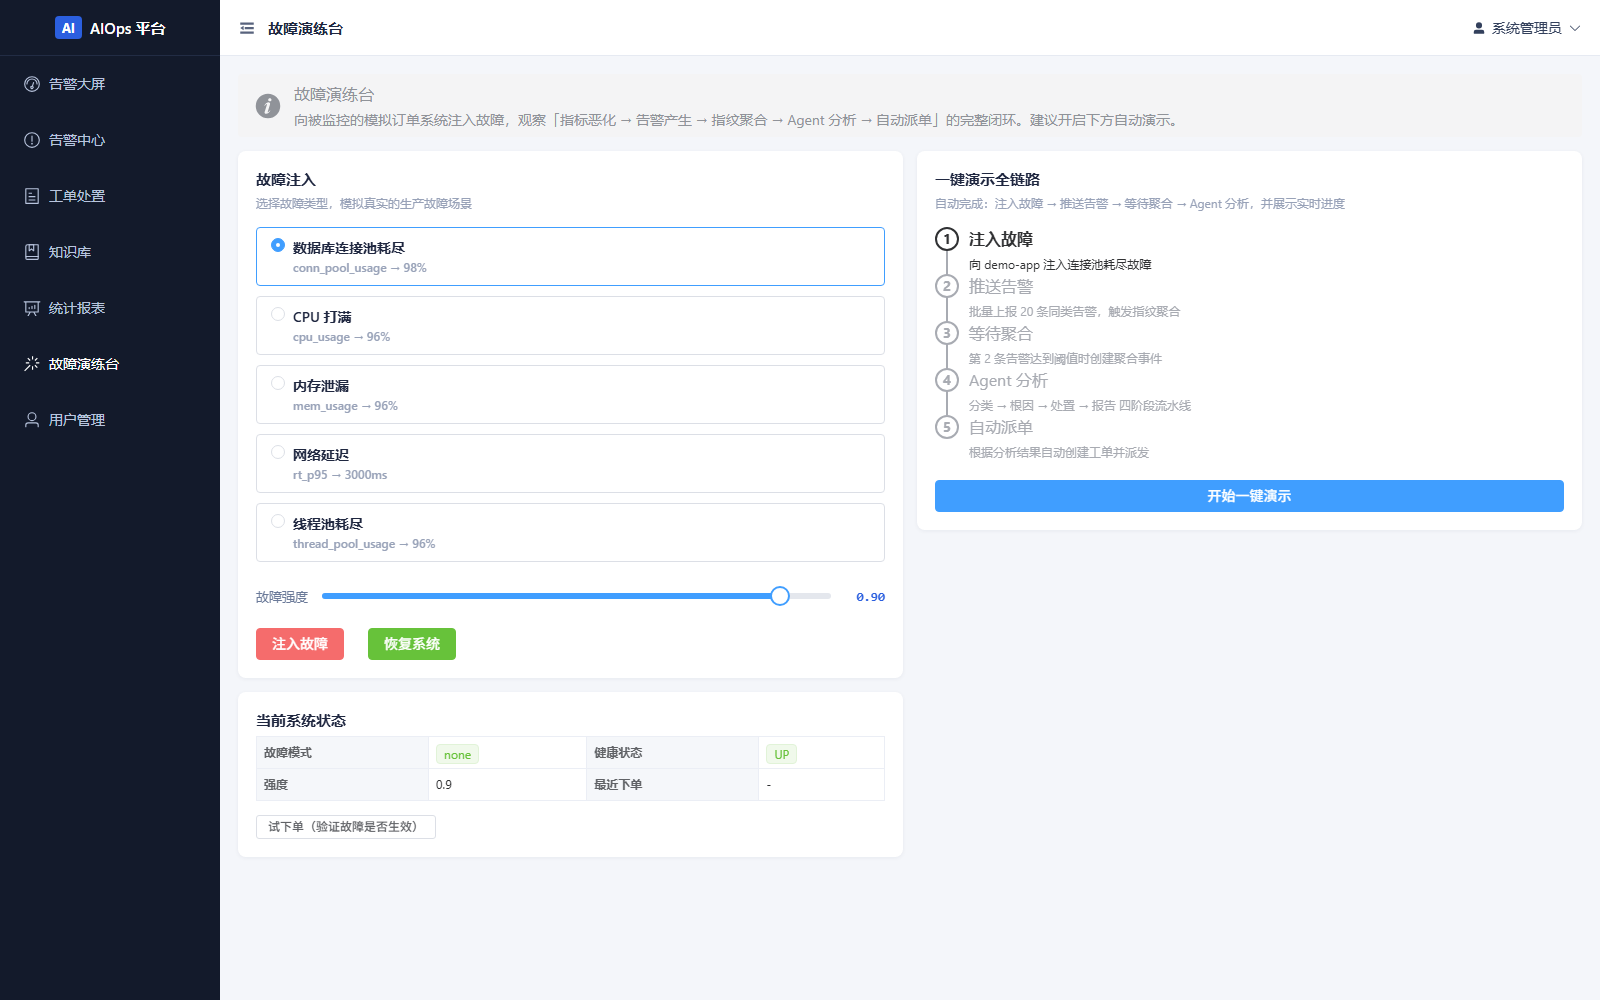 AI AIOps 平台
告警大屏
告警中心
工单处置
知识库
统计报表
故障演练台
用户管理
故障演练台
系统管理员
故障演练台
向被监控的模拟订单系统注入故障，观察「指标恶化 → 告警产生 → 指纹聚合 → Agent 分析 → 自动派单」的完整闭环。建议开启下方自动演示。
故障注入
选择故障类型，模拟真实的生产故障场景
数据库连接池耗尽
conn_pool_usage → 98%
CPU 打满
cpu_usage → 96%
内存泄漏
mem_usage → 96%
网络延迟
rt_p95 → 3000ms
线程池耗尽
thread_pool_usage → 96%
故障强度 0.90
注入故障 恢复系统
当前系统状态
故障模式 none 健康状态 UP
强度 0.9 最近下单 -
试下单（验证故障是否生效）
一键演示全链路
自动完成：注入故障 → 推送告警 → 等待聚合 → Agent 分析，并展示实时进度
1 注入故障
向 demo-app 注入连接池耗尽故障
2 推送告警
批量上报 20 条同类告警，触发指纹聚合
3 等待聚合
第 2 条告警达到阈值时创建聚合事件
4 Agent 分析
分类 → 根因 → 处置 → 报告 四阶段流水线
5 自动派单
根据分析结果自动创建工单并派发
开始一键演示